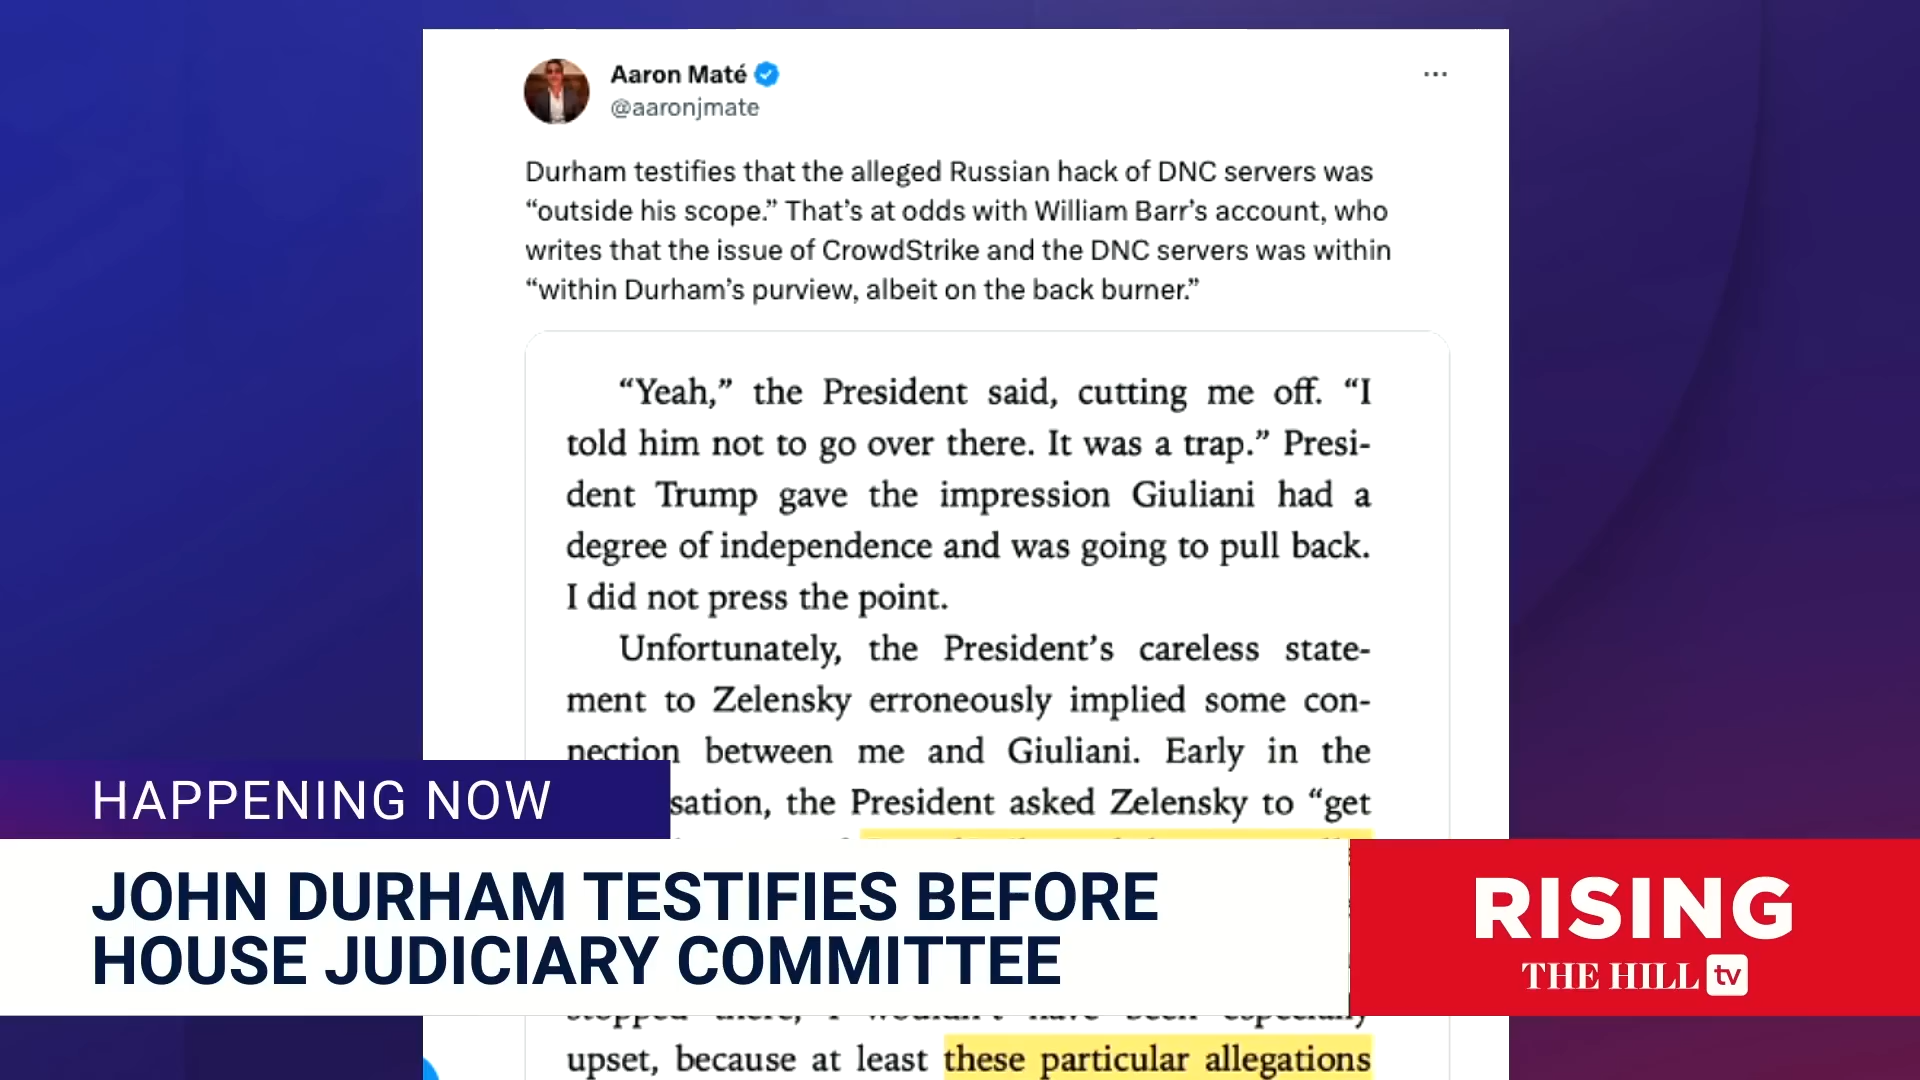 Aaron Maté
@aaronjmate
Durham testifies that the alleged Russian hack of DNC servers was
“outside his scope.” That’s at odds with William Barr’s account, who
writes that the issue of CrowdStrike and the DNC servers was within
“within Durham’s purview, albeit on the back burner.”
“Yeah,” the President said, cutting me off. “I
told him not to go over there. It was a trap.” Presi-
dent Trump gave the impression Giuliani had a
degree of independence and was going to pull back.
I did not press the point.
Unfortunately, the President’s careless state-
ment to Zelensky erroneously implied some con-
nection between me and Giuliani. Early in the
sation, the President asked Zelensky to “get
stopped there, I wouldn’t have been especially
upset, because at least these particular allegations
HAPPENING NOW
JOHN DURHAM TESTIFIES BEFORE
HOUSE JUDICIARY COMMITTEE
RISING
THE HILL tv